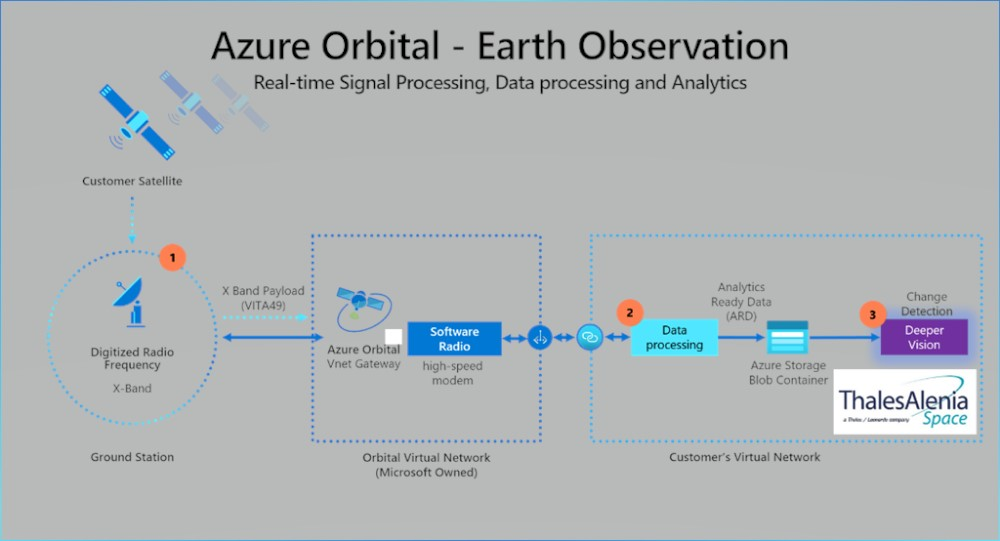 Azure Orbital - Earth Observation
Real-time Signal Processing, Data processing and Analytics
Customer Satellite
1
Digitized Radio
Frequency
X-Band
Ground Station
X Band Payload
(VITA49)
Azure Orbital
Vnet Gateway
Software
Radio
high-speed
modem
Orbital Virtual Network
(Microsoft Owned)
2
Data
processing
Analytics
Ready Data
(ARD)
Azure Storage
Blob Container
3
Change
Detection
Deeper
Vision
ThalesAlenia
a Thales / Leonardo company
Space
Customer's Virtual Network